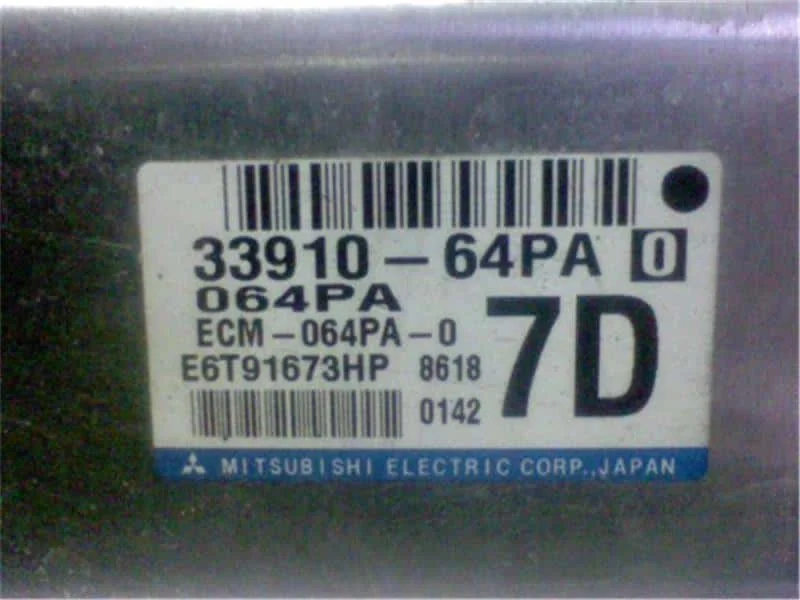 33910-64PA 0
064PA
ECM-064PA-0
7D
E6T91673HP 8618
0142
MITSUBISHI ELECTRIC CORP., JAPAN